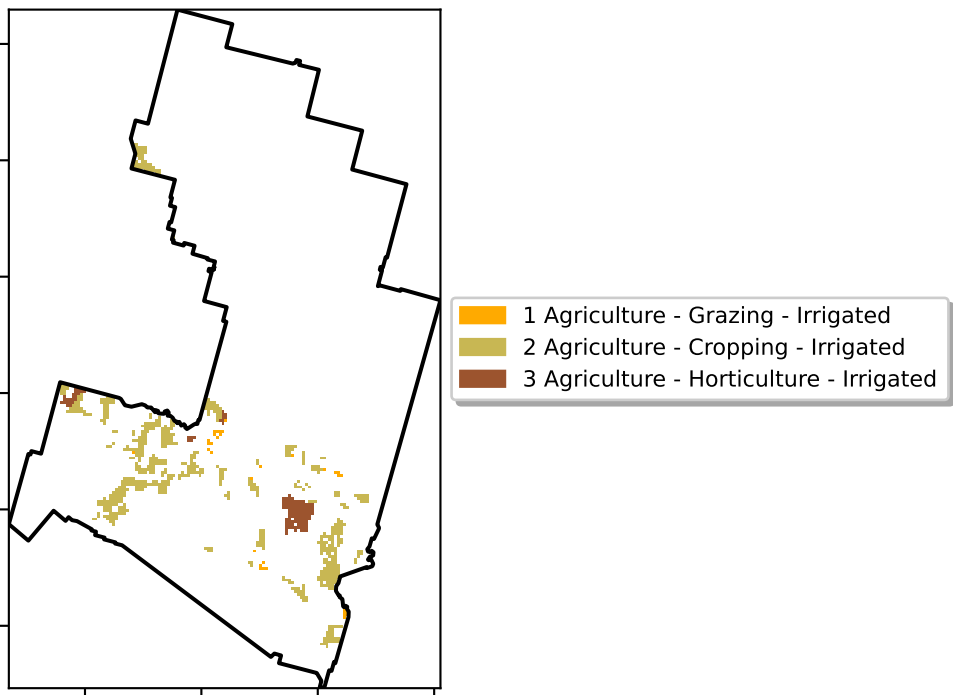 1 Agriculture - Grazing - Irrigated
2 Agriculture - Cropping - Irrigated
3 Agriculture - Horticulture - Irrigated